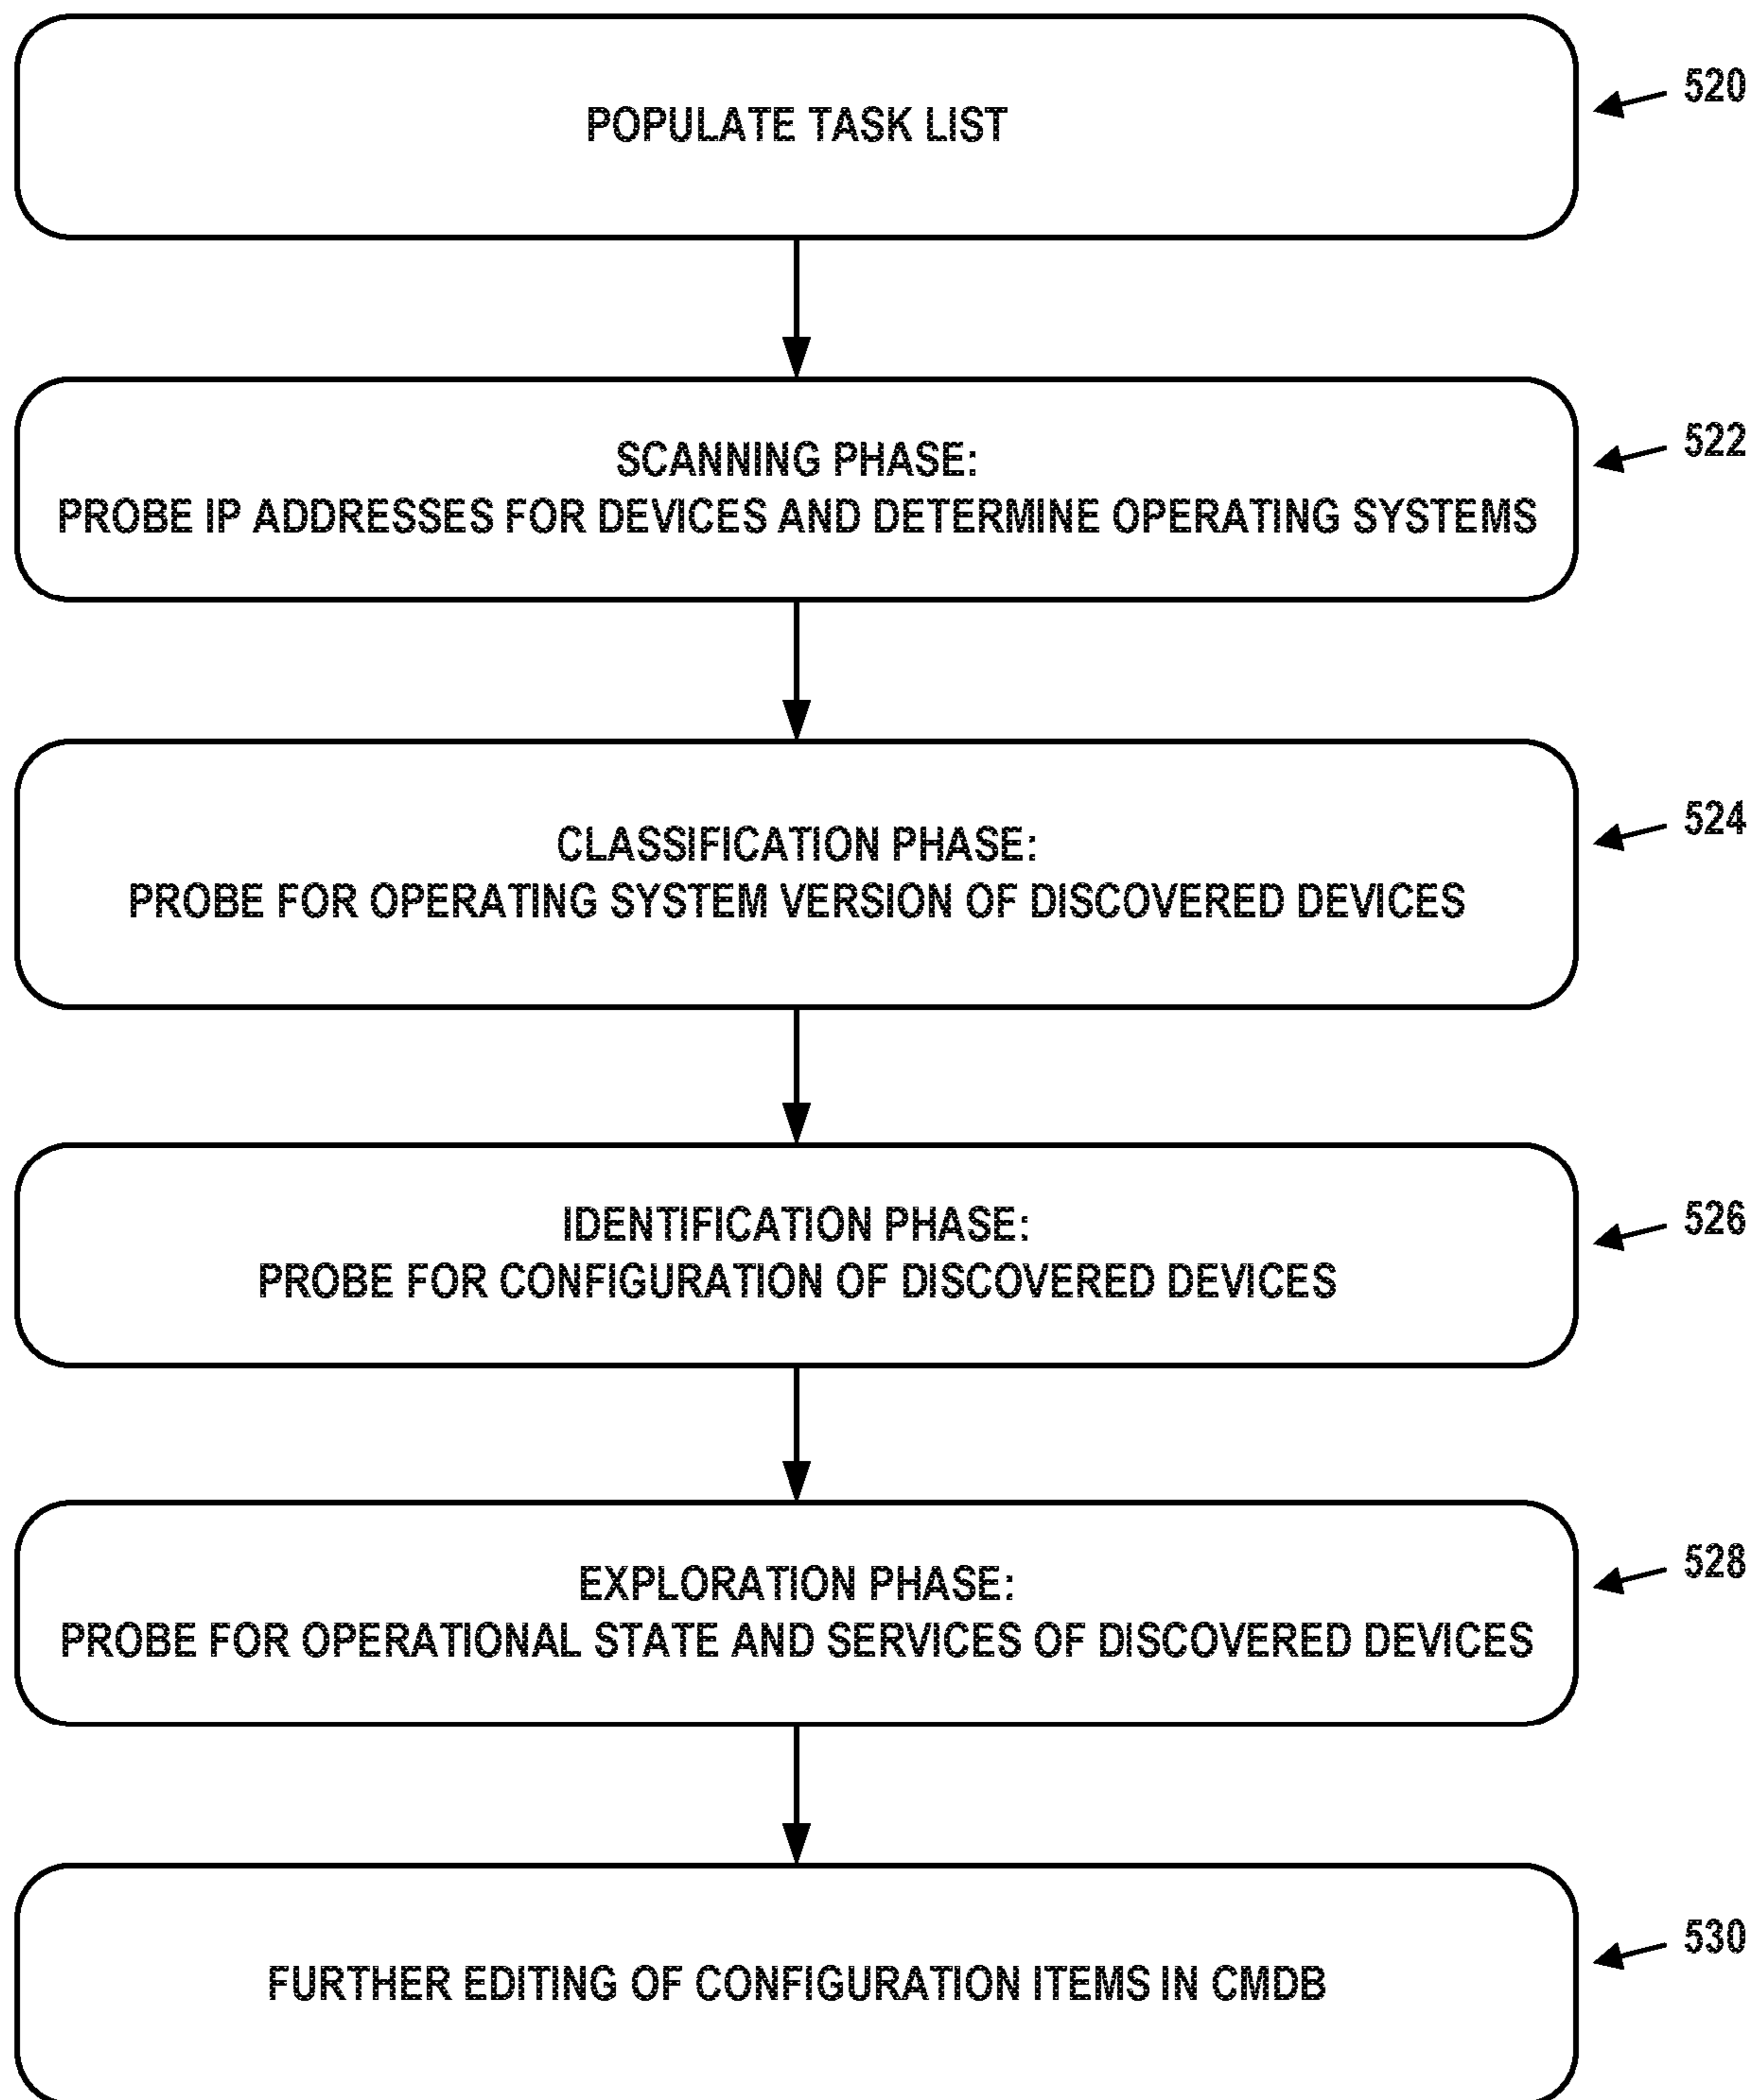 POPULATE TASK LIST
520
SCANNING PHASE:
PROBE IP ADDRESSES FOR DEVICES AND DETERMINE OPERATING SYSTEMS
522
CLASSIFICATION PHASE:
PROBE FOR OPERATING SYSTEM VERSION OF DISCOVERED DEVICES
524
IDENTIFICATION PHASE:
PROBE FOR CONFIGURATION OF DISCOVERED DEVICES
526
EXPLORATION PHASE:
PROBE FOR OPERATIONAL STATE AND SERVICES OF DISCOVERED DEVICES
528
FURTHER EDITING OF CONFIGURATION ITEMS IN CMDB
530